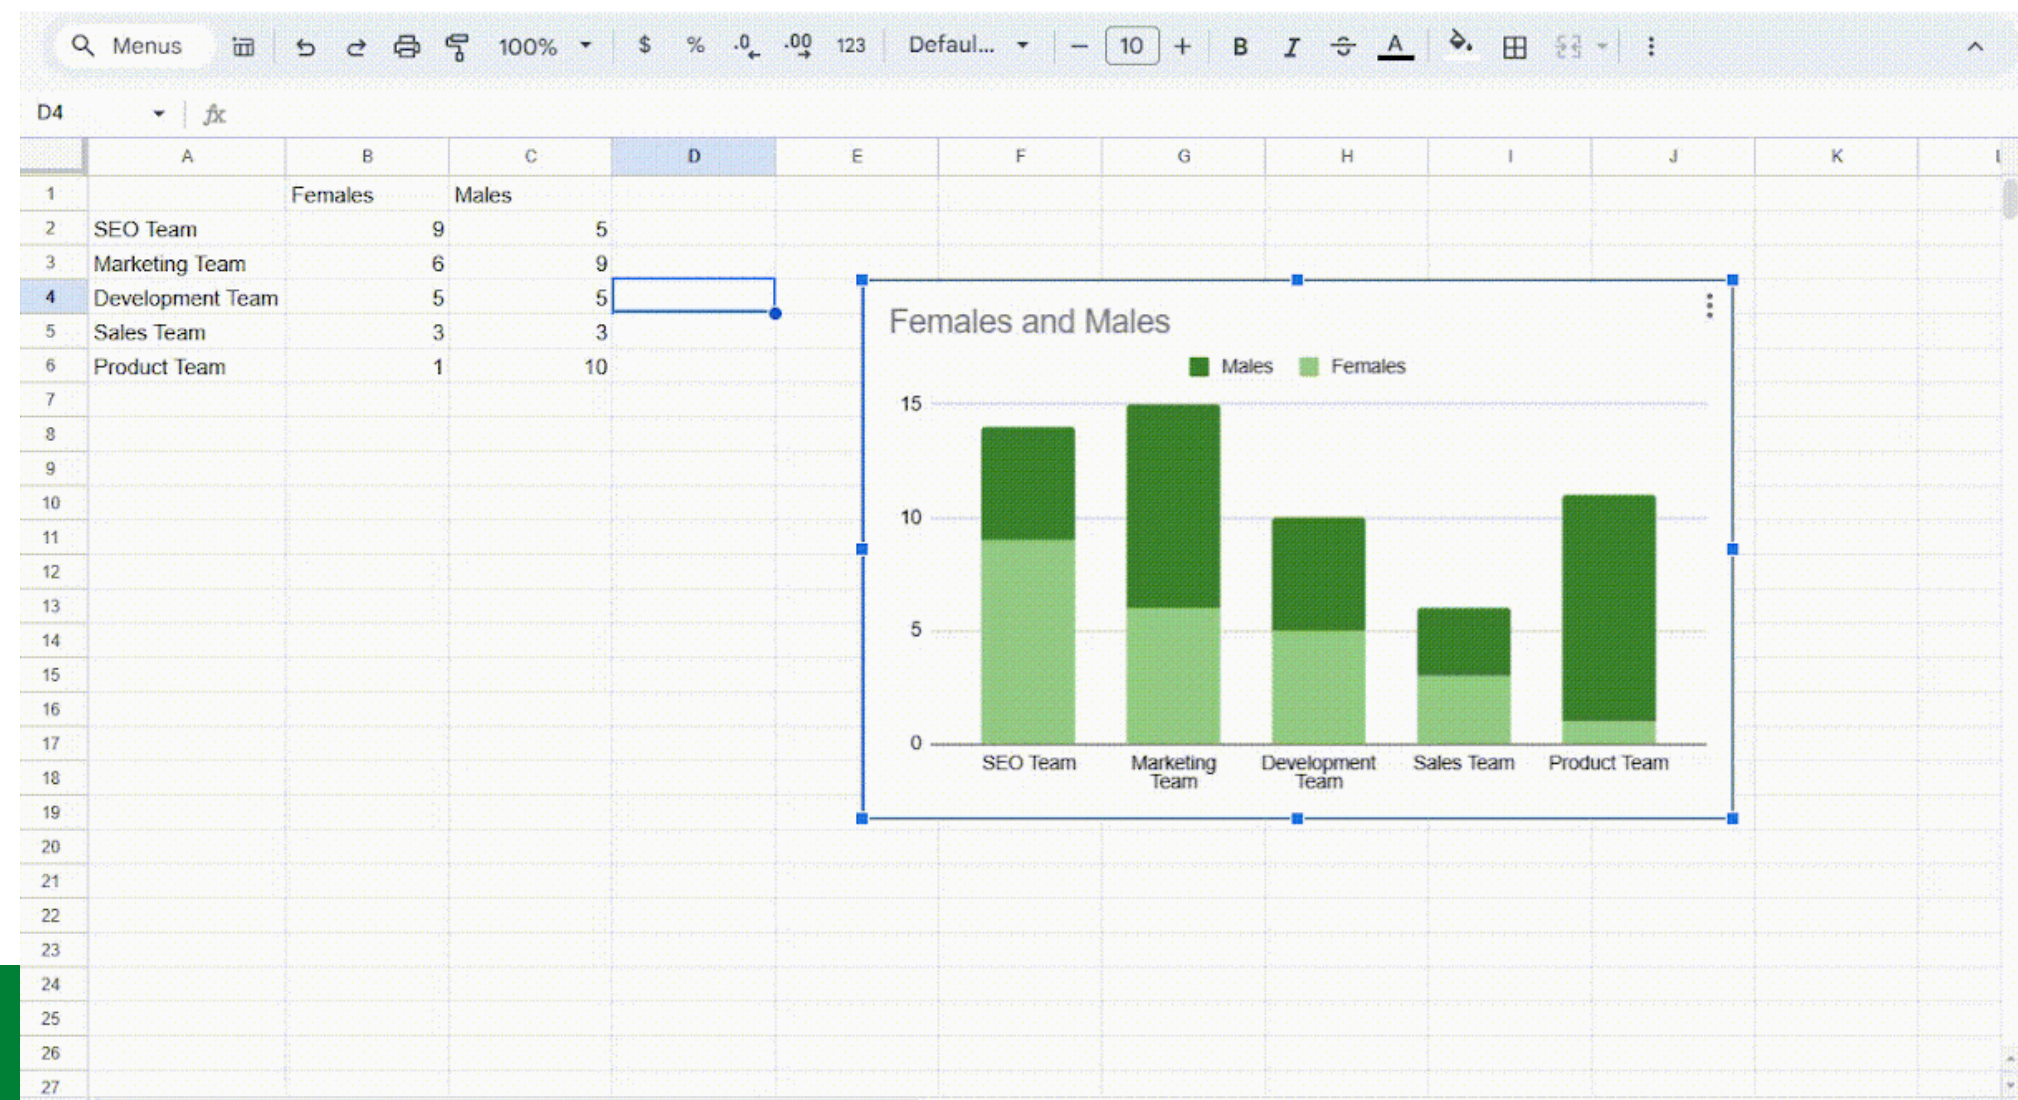 Menus 100% $ % .0 .00 123 Defaul... 10 B I A
D4 fx
A B C D E F G H I J K
1 Females Males
2 SEO Team 9 5
3 Marketing Team 6 9
4 Development Team 5 5
5 Sales Team 3 3
6 Product Team 1 10
7
8
9
10
11
12
13
14
15
16
17
18
19
20
21
22
23
24
25
26
27
Females and Males
Males Females
15
10
5
0
SEO Team Marketing Team Development Team Sales Team Product Team